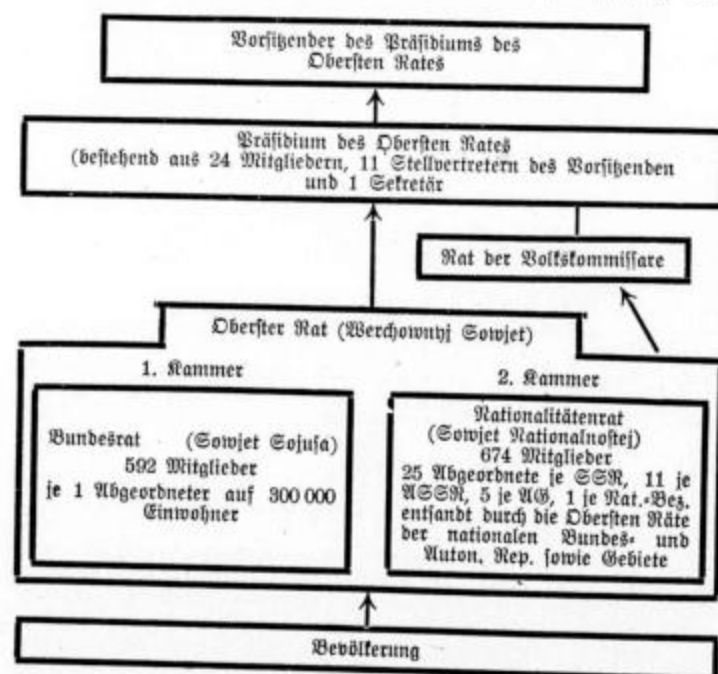 Vorsitzender des Präsidiums des
Obersten Rates
Präsidium des Obersten Rates
(bestehend aus 24 Mitgliedern, 11 Stellvertretern des Vorsitzenden
und 1 Sekretär
Rat der Volkskommissare
Oberster Rat (Werchownyj Sowjet)
1. Kammer
Bundesrat (Sowjet Sojusa)
592 Mitglieder
je 1 Abgeordneter auf 300 000
Einwohner
2. Kammer
Nationalitätenrat
(Sowjet Nationalnostej)
674 Mitglieder
25 Abgeordnete je SSR, 11 je
ASSR, 5 je AG, 1 je Nat.-Bez.
entsandt durch die Obersten Räte
der nationalen Bundes- und
Auton. Rep. sowie Gebiete
Bevölkerung